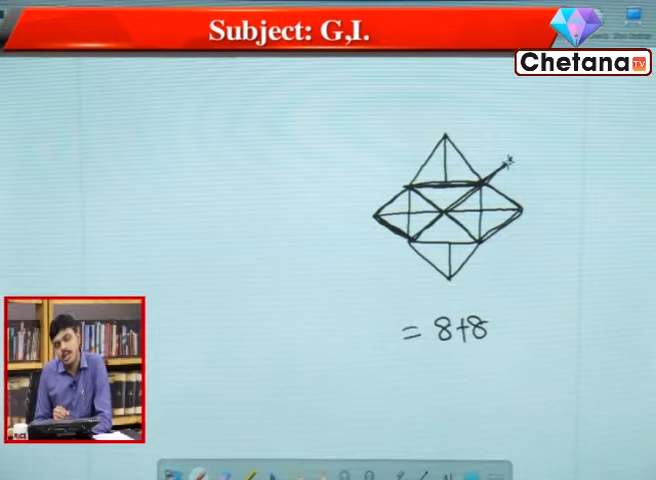 Subject: G,I.
Chetana TV
= 8+8